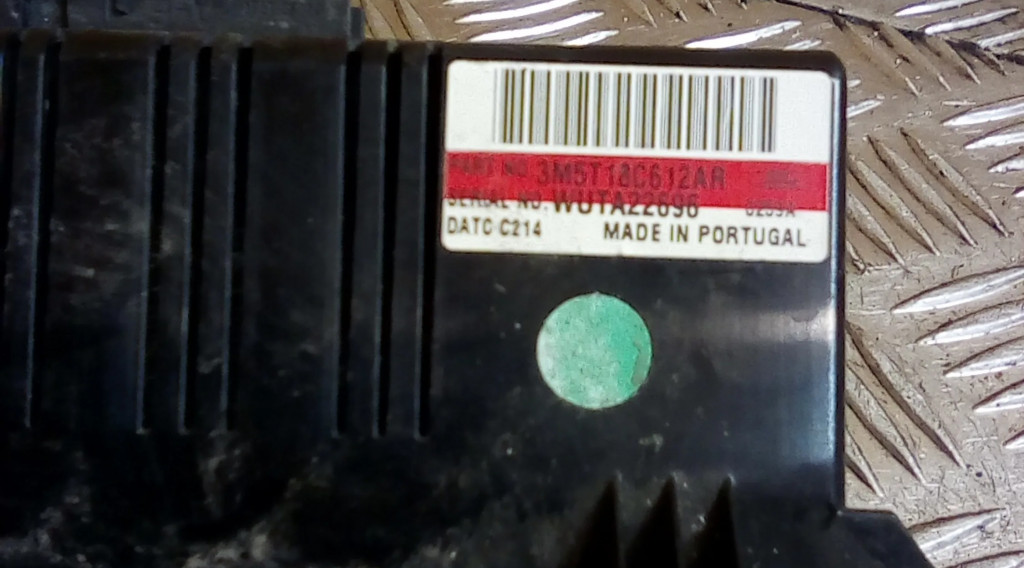 PART NO. 3M5T18C612AR
SERIAL NO. WUTA22696
DATC C214 MADE IN PORTUGAL